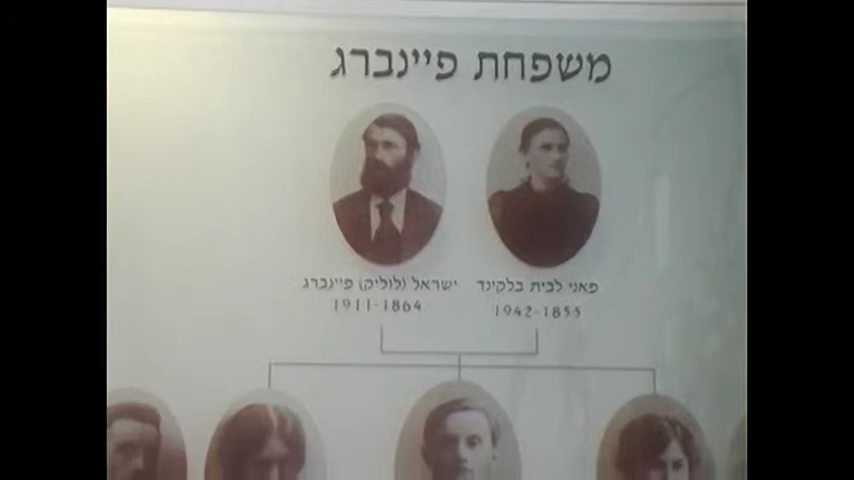 משפחת פיינברג
פאני לבית בלקינד
1942-1855
ישראל (לוליק) פיינברג
1911-1864